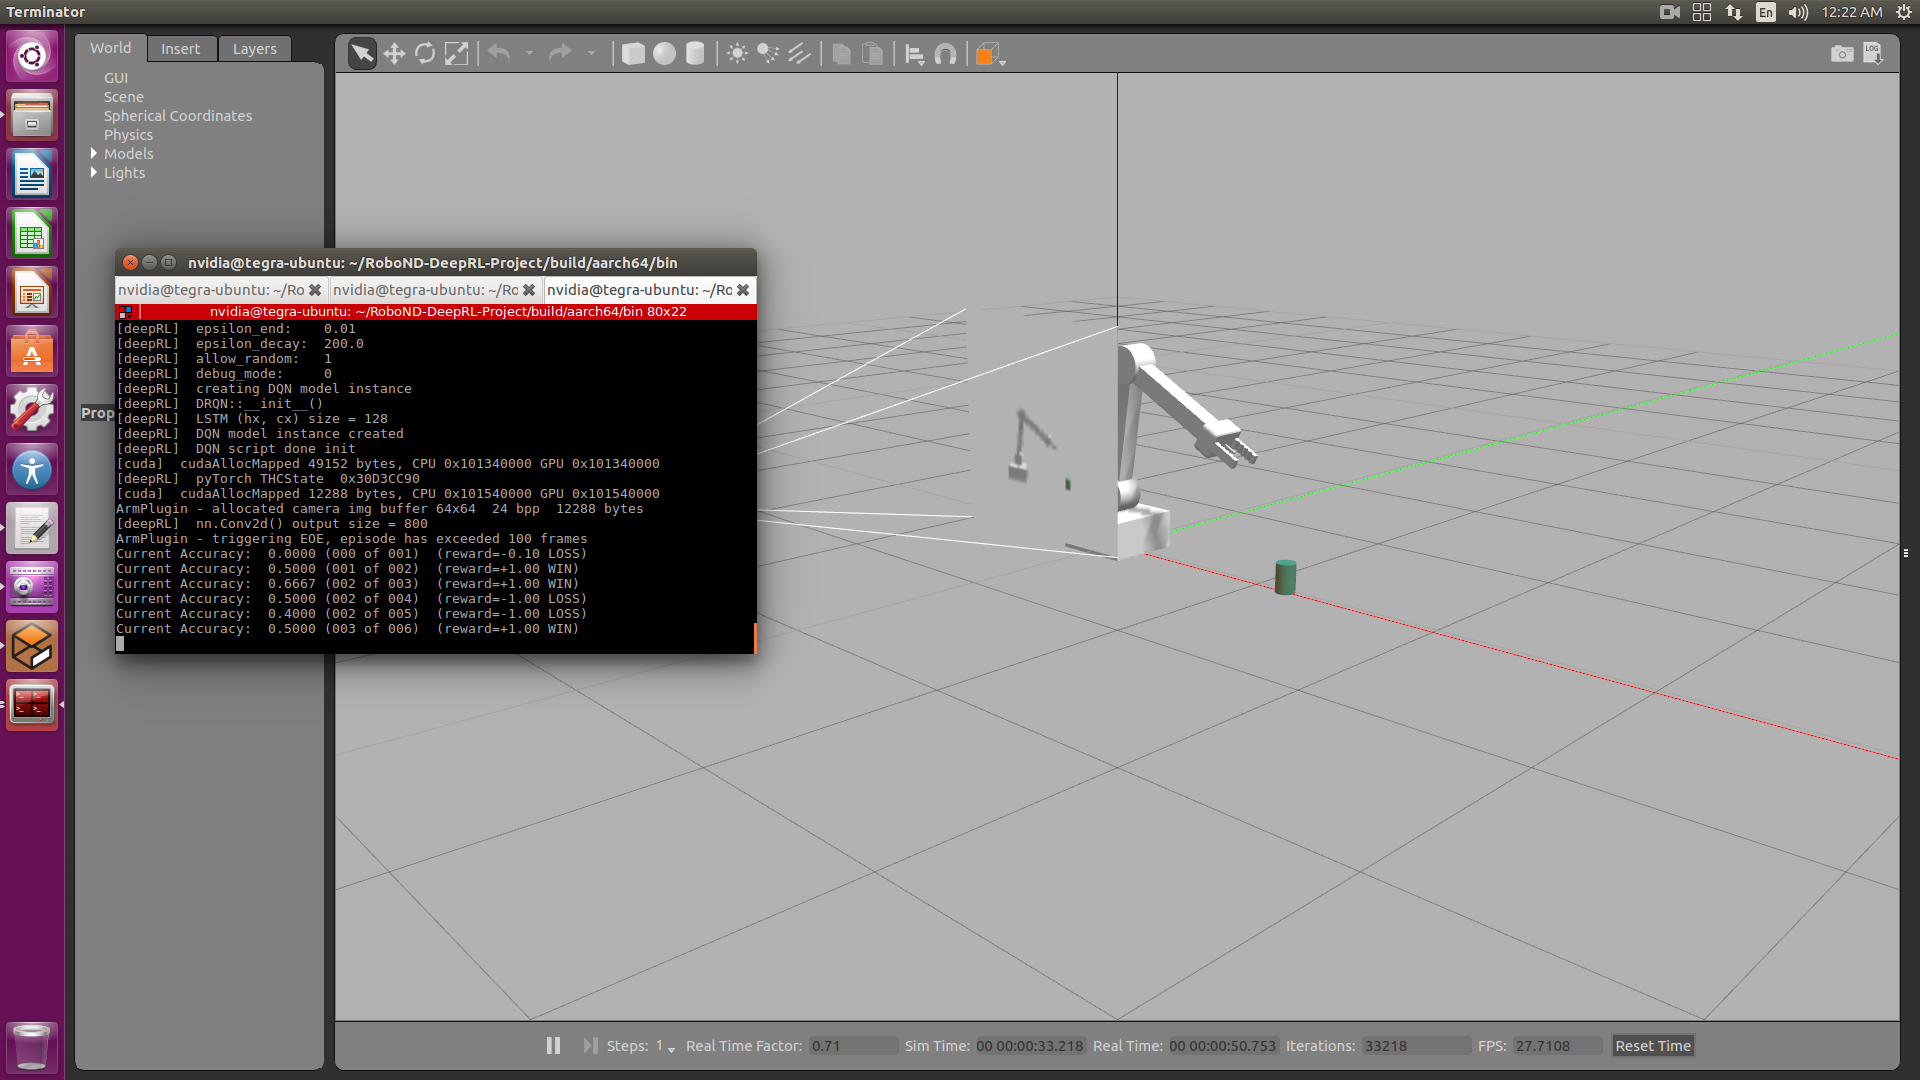 Terminator
En
12:22 AM
World
Insert
Layers
GUI
Scene
Spherical Coordinates
Physics
Models
Lights
Prop
LOG
nvidia@tegra-ubuntu: ~/RoboND-DeepRL-Project/build/aarch64/bin
nvidia@tegra-ubuntu: ~/Ro
nvidia@tegra-ubuntu: ~/Ro
nvidia@tegra-ubuntu: ~/Ro
nvidia@tegra-ubuntu: ~/RoboND-DeepRL-Project/build/aarch64/bin 80x22
[deepRL]  epsilon_end:    0.01
[deepRL]  epsilon_decay:  200.0
[deepRL]  allow_random:   1
[deepRL]  debug_mode:     0
[deepRL]  creating DQN model instance
[deepRL]  DRQN::__init__()
[deepRL]  LSTM (hx, cx) size = 128
[deepRL]  DQN model instance created
[deepRL]  DQN script done init
[cuda]  cudaAllocMapped 49152 bytes, CPU 0x101340000 GPU 0x101340000
[deepRL]  pyTorch THCState  0x30D3CC90
[cuda]  cudaAllocMapped 12288 bytes, CPU 0x101540000 GPU 0x101540000
ArmPlugin - allocated camera img buffer 64x64  24 bpp  12288 bytes
[deepRL]  nn.Conv2d() output size = 800
ArmPlugin - triggering EOE, episode has exceeded 100 frames
Current Accuracy:  0.0000 (000 of 001)  (reward=-0.10 LOSS)
Current Accuracy:  0.5000 (001 of 002)  (reward=+1.00 WIN)
Current Accuracy:  0.6667 (002 of 003)  (reward=+1.00 WIN)
Current Accuracy:  0.5000 (002 of 004)  (reward=-1.00 LOSS)
Current Accuracy:  0.4000 (002 of 005)  (reward=-1.00 LOSS)
Current Accuracy:  0.5000 (003 of 006)  (reward=+1.00 WIN)
Steps: 1 Real Time Factor: 0.71 Sim Time: 00 00:00:33.218 Real Time: 00 00:00:50.753 Iterations: 33218 FPS: 27.7108 Reset Time